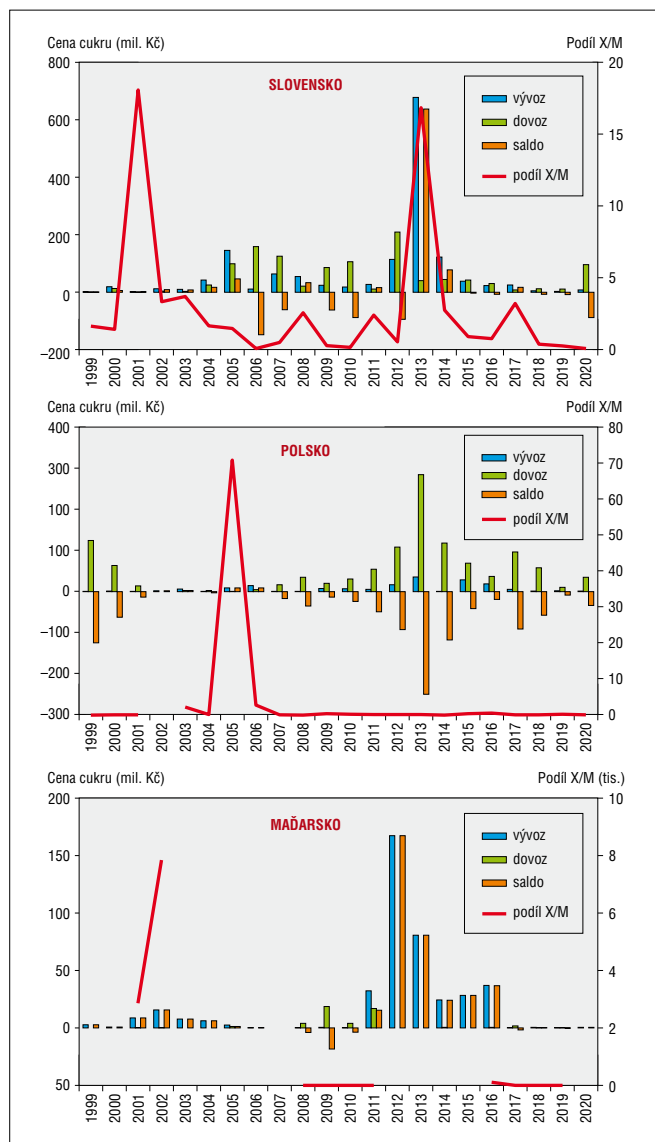 Cena cukru (mil. Kč) Podíl X/M
SLOVENSKO
800
600
400
200
0
–200
20
15
10
5
0
vývoz
dovoz
saldo
podíl X/M
1999 2000 2001 2002 2003 2004 2005 2006 2007 2008 2009 2010 2011 2012 2013 2014 2015 2016 2017 2018 2019 2020
Cena cukru (mil. Kč) Podíl X/M
POLSKO
400
300
100
100
0
–100
–200
–300
80
70
60
50
40
30
20
10
0
vývoz
dovoz
saldo
podíl X/M
1999 2000 2001 2002 2003 2004 2005 2006 2007 2008 2009 2010 2011 2012 2013 2014 2015 2016 2017 2018 2019 2020
Cena cukru (mil. Kč) Podíl X/M (tis.)
MAĎARSKO
200
150
100
50
0
50
10
8
6
4
2
0
vývoz
dovoz
saldo
podíl X/M
1999 2000 2001 2002 2003 2004 2005 2006 2007 2008 2009 2010 2011 2012 2013 2014 2015 2016 2017 2018 2019 2020